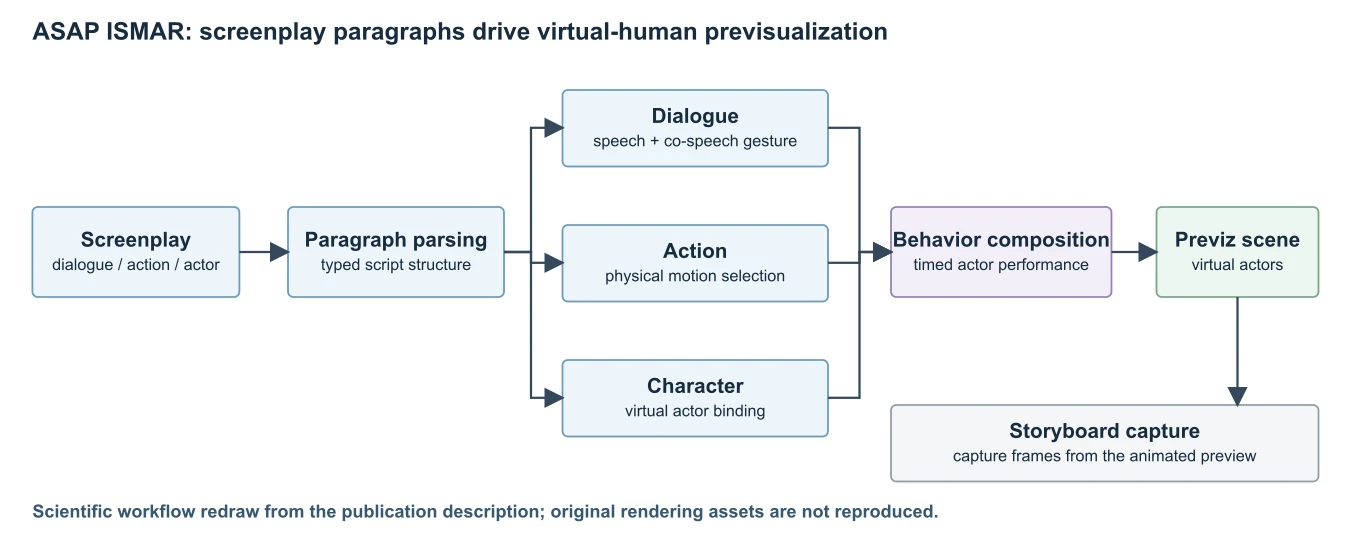 ASAP ISMAR: screenplay paragraphs drive virtual-human previsualization
Screenplay
dialogue / action / actor
Paragraph parsing
typed script structure
Dialogue
speech + co-speech gesture
Action
physical motion selection
Character
virtual actor binding
Behavior composition
timed actor performance
Previz scene
virtual actors
Storyboard capture
capture frames from the animated preview
Scientific workflow redraw from the publication description; original rendering assets are not reproduced.